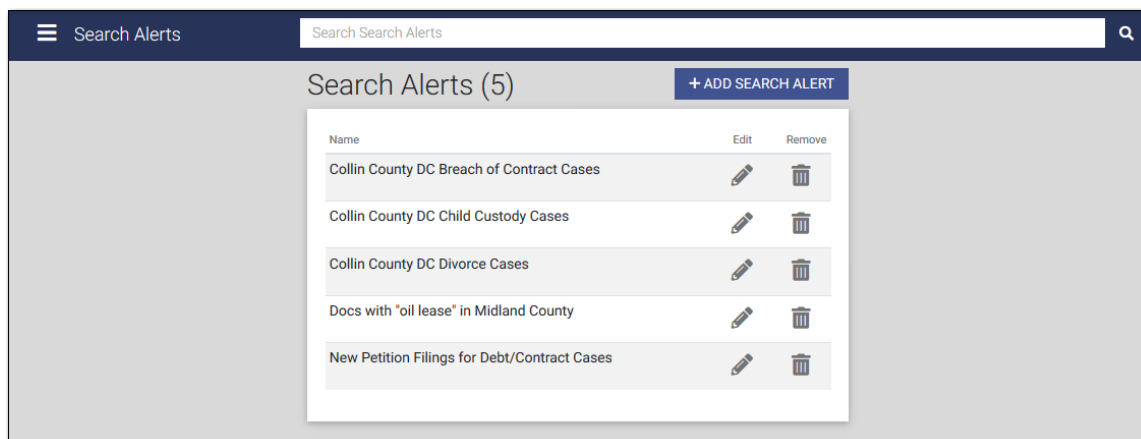 Search Alerts
Search Search Alerts
Search Alerts (5)
+ ADD SEARCH ALERT
Name Edit Remove
Collin County DC Breach of Contract Cases
Collin County DC Child Custody Cases
Collin County DC Divorce Cases
Docs with "oil lease" in Midland County
New Petition Filings for Debt/Contract Cases